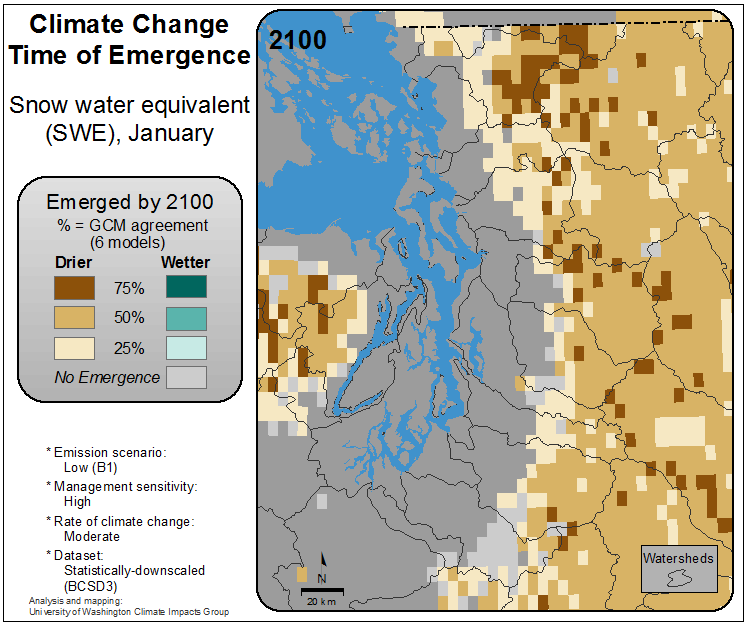 Climate Change
Time of Emergence
Snow water equivalent
(SWE), January
Emerged by 2100
% = GCM agreement
(6 models)
Drier
Wetter
75%
50%
25%
No Emergence
* Emission scenario:
Low (B1)
* Management sensitivity:
High
* Rate of climate change:
Moderate
* Dataset:
Statistically-downscaled
(BCSD3)
Analysis and mapping:
University of Washington Climate Impacts Group
2100
N
20 km
Watersheds